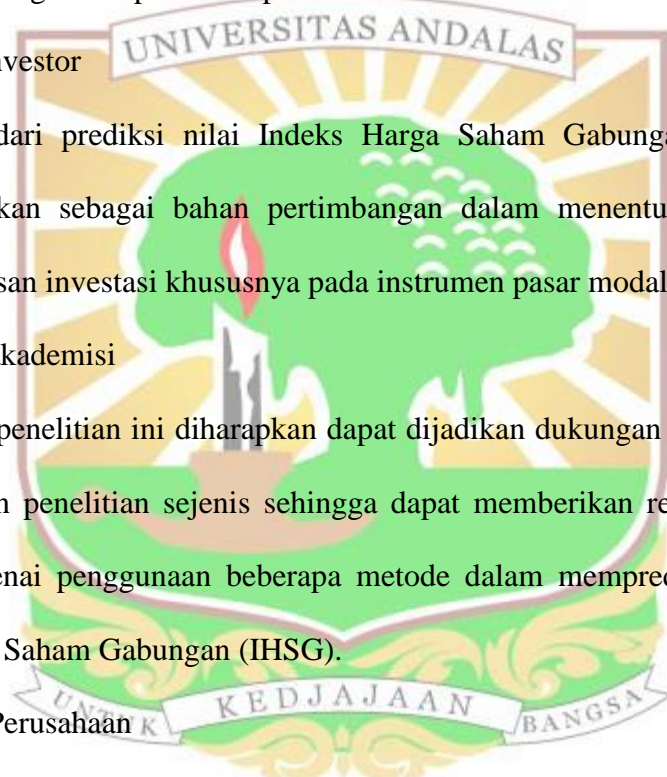 UNIVERSITAS ANDALAS
nvestor
dari prediksi nilai Indeks Harga Saham Gabunga
kan sebagai bahan pertimbangan dalam menentu
san investasi khususnya pada instrumen pasar modal
kademisi
penelitian ini diharapkan dapat dijadikan dukungan
n penelitian sejenis sehingga dapat memberikan re
enai penggunaan beberapa metode dalam mempred
Saham Gabungan (IHSG).
UNTUK KEDJAJAAN BANGSA
Perusahaan